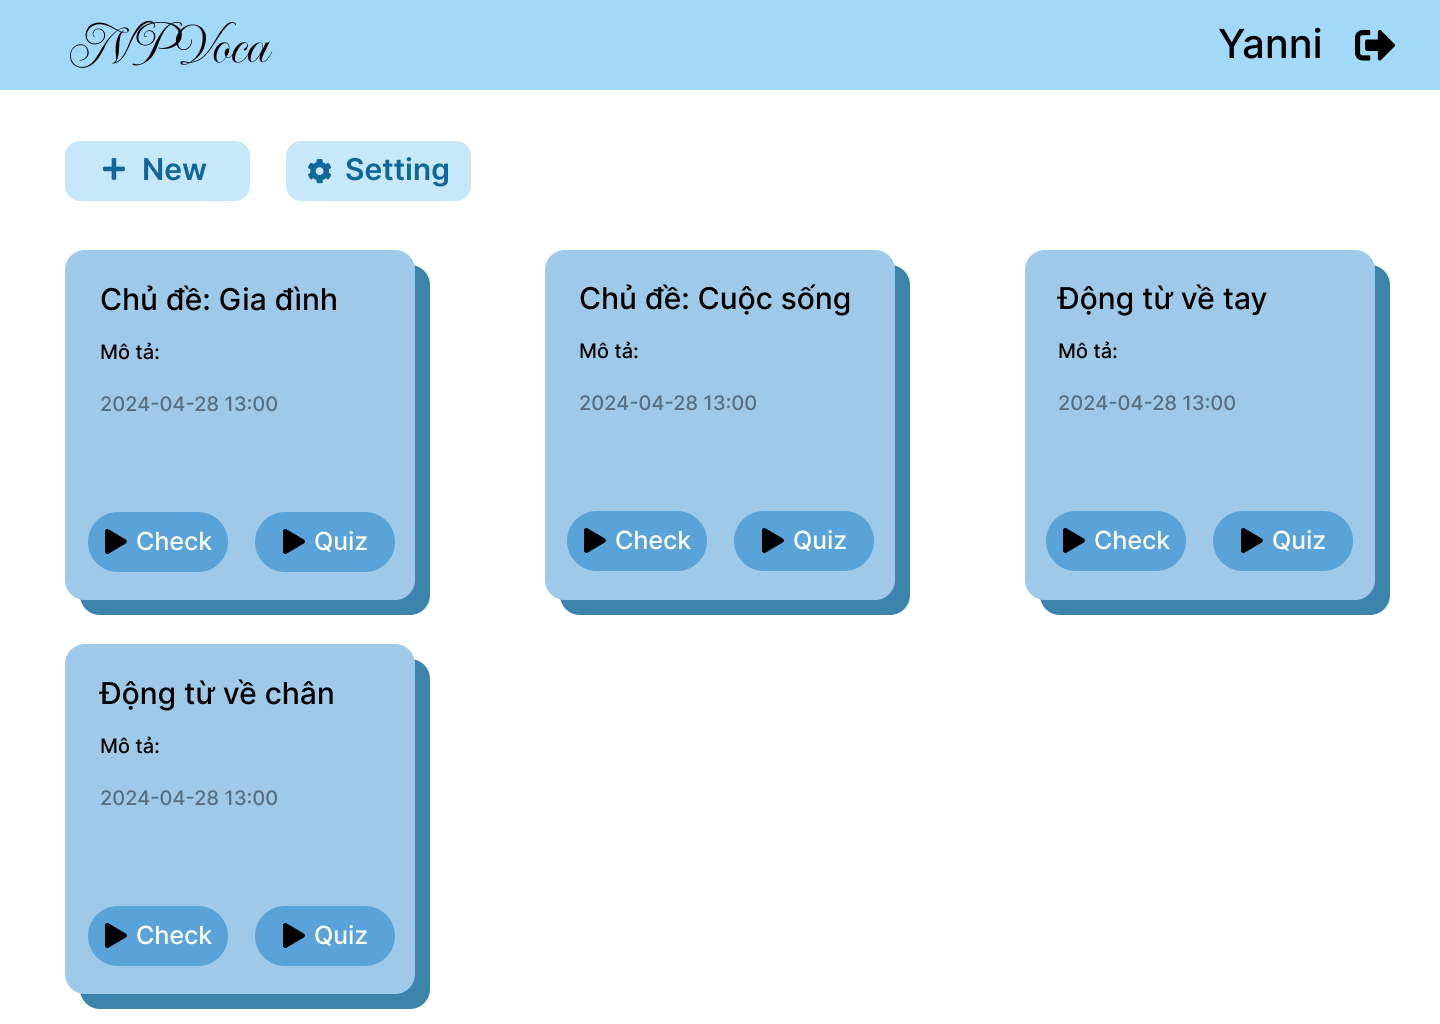 NPVoca
Yanni
New
Setting
Chủ đề: Gia đình
Mô tả:
2024-04-28 13:00
Check
Quiz
Chủ đề: Cuộc sống
Mô tả:
2024-04-28 13:00
Check
Quiz
Động từ về tay
Mô tả:
2024-04-28 13:00
Check
Quiz
Động từ về chân
Mô tả:
2024-04-28 13:00
Check
Quiz